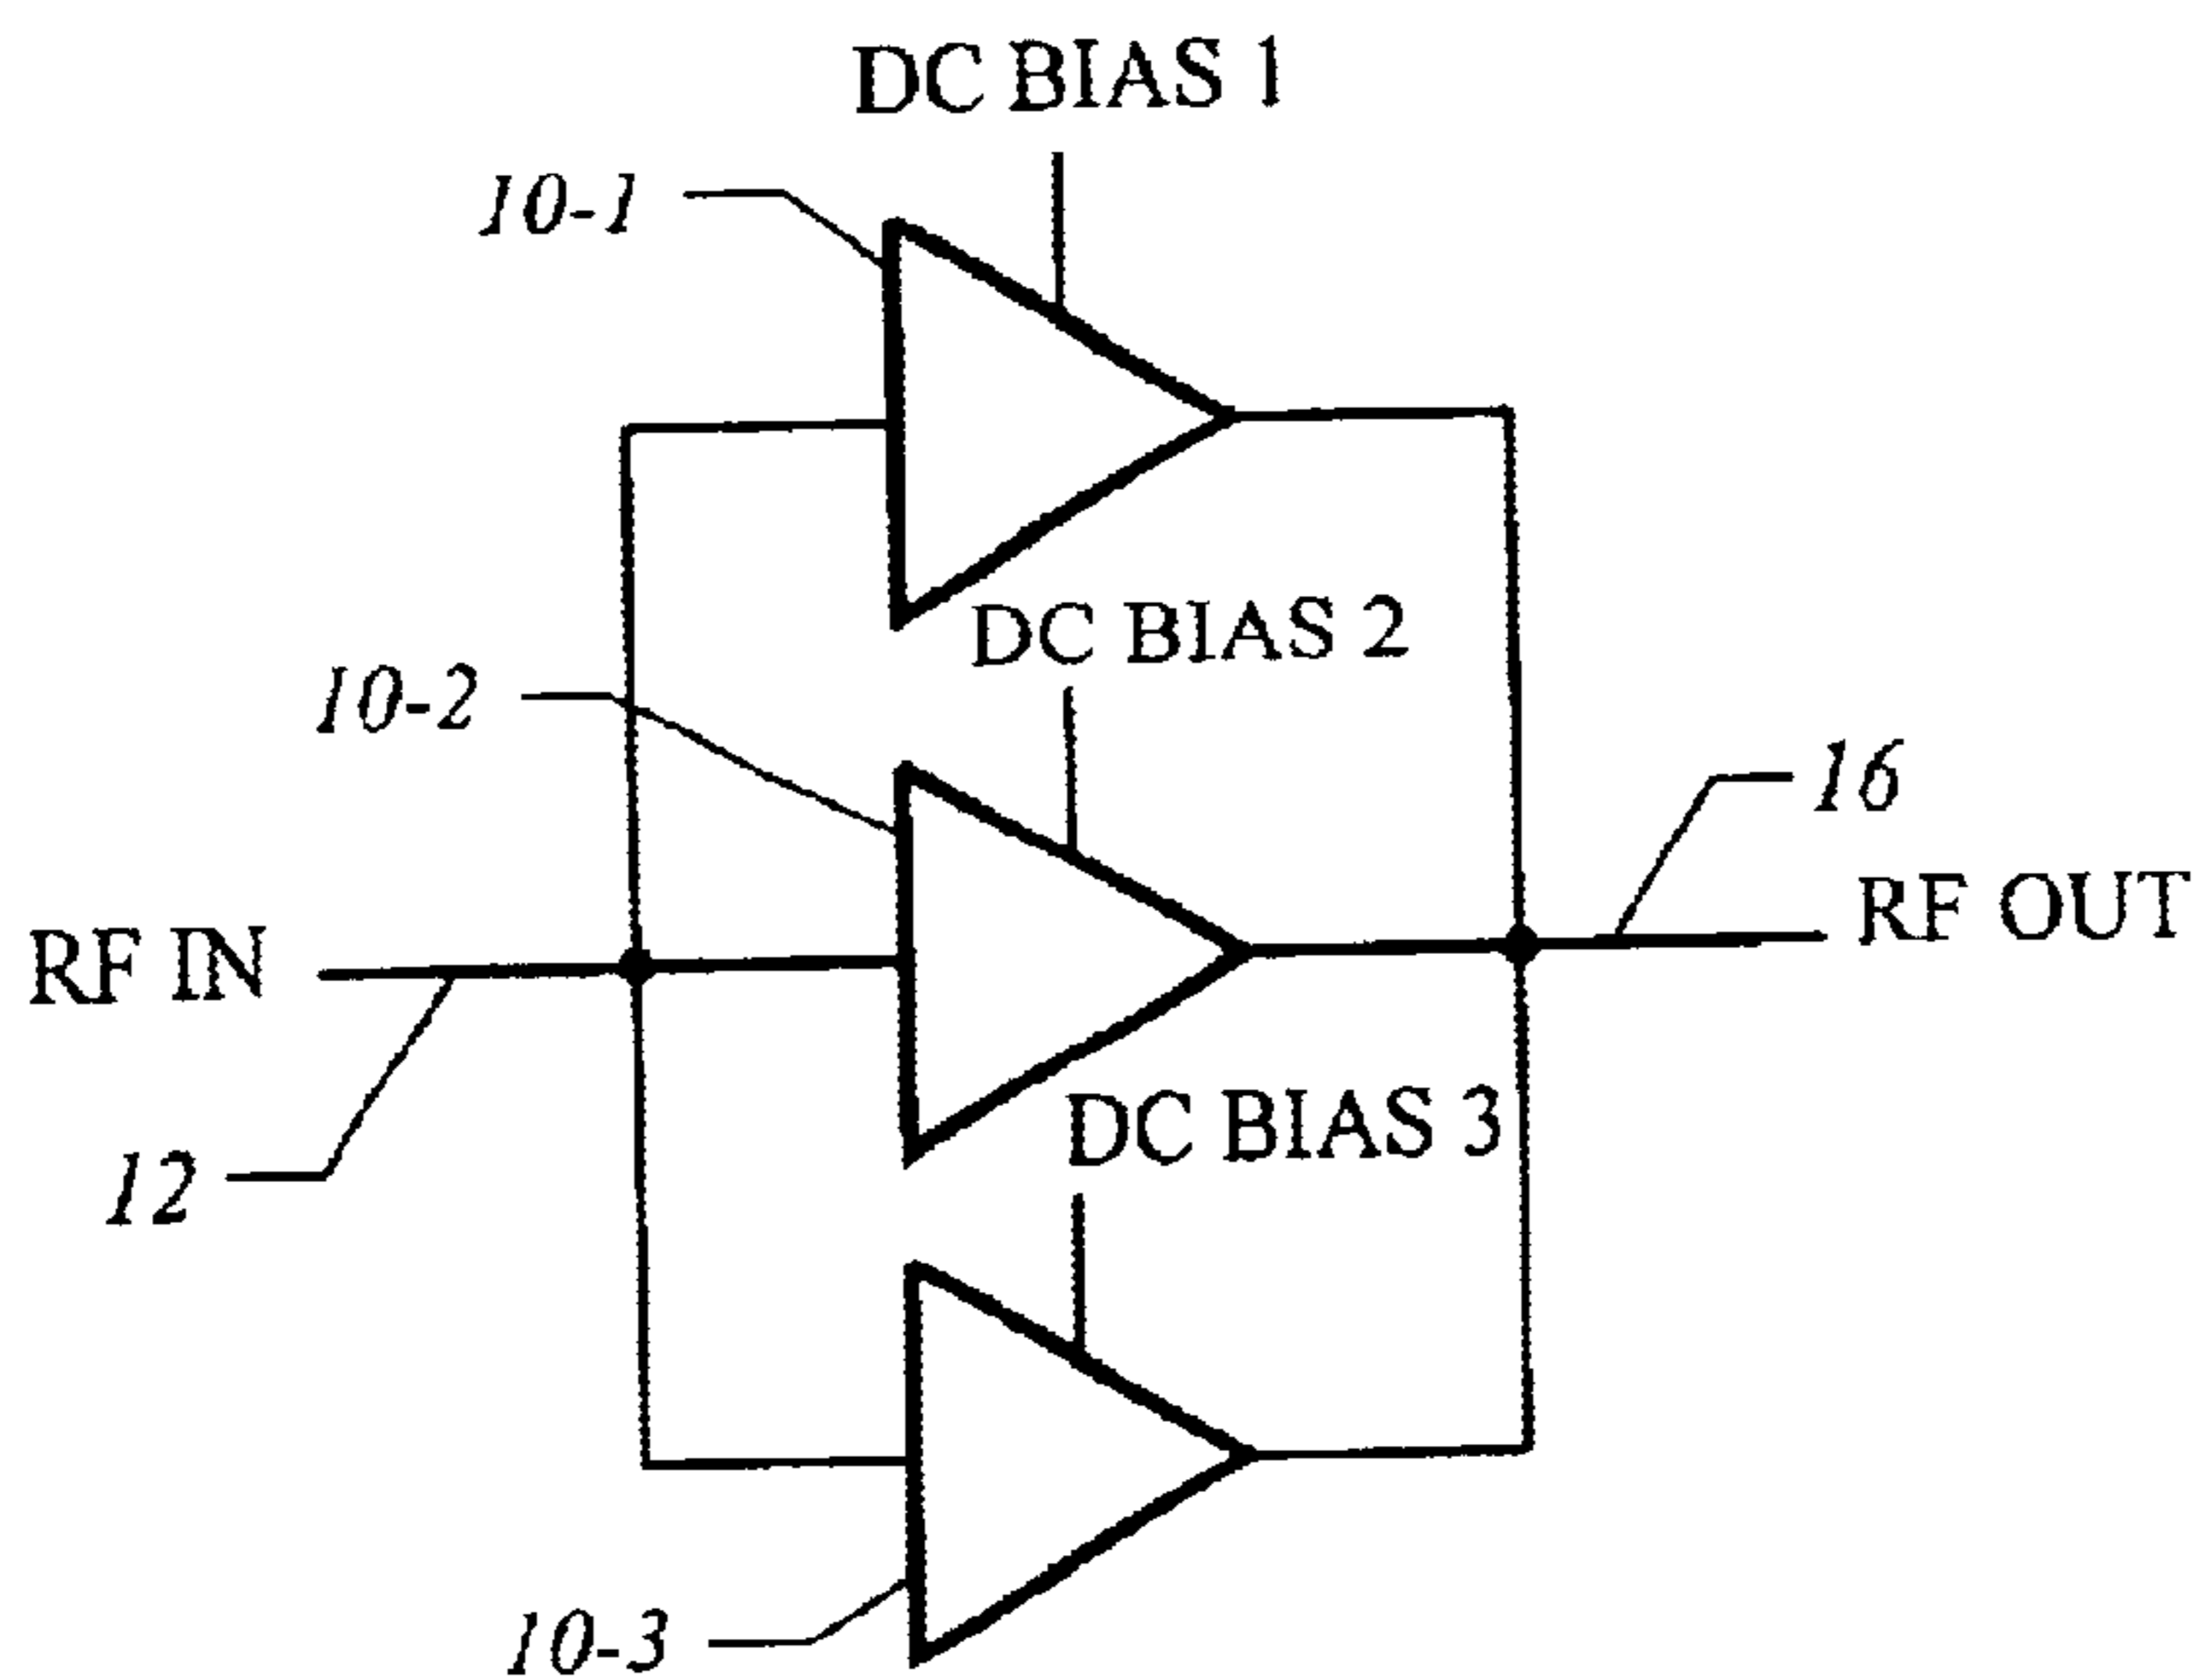 DC BIAS 1
10-1
DC BIAS 2
10-2
16
RF OUT
RF IN
DC BIAS 3
12
10-3